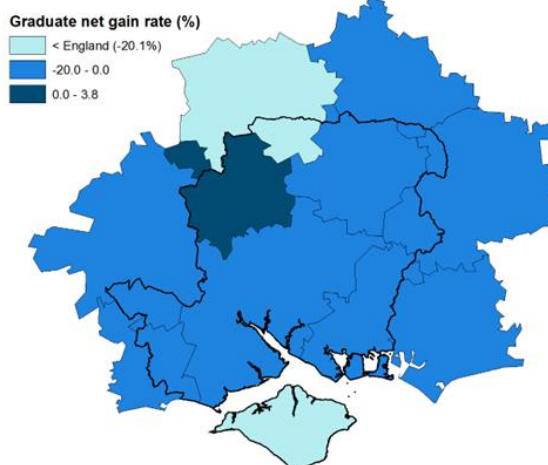 Graduate net gain rate (%)
< England (-20.1%)
-20.0 - 0.0
0.0 - 3.8